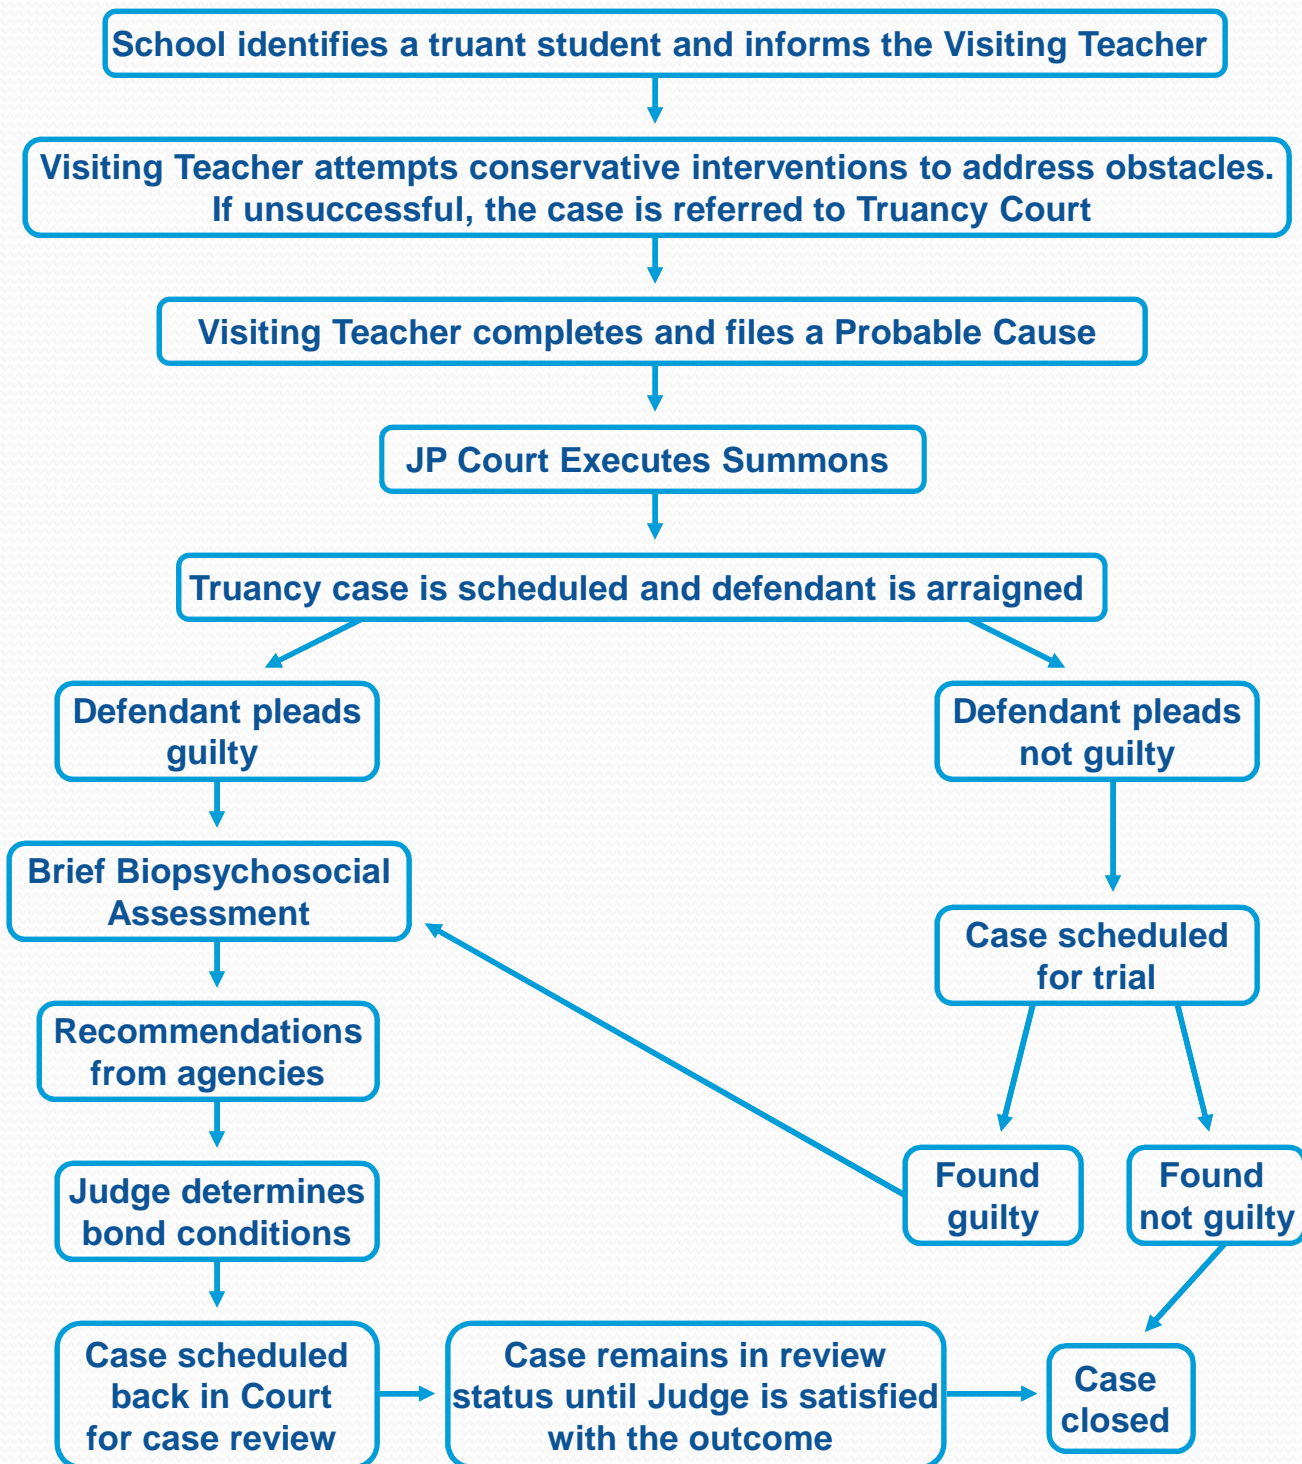 School identifies a truant student and informs the Visiting Teacher
Visiting Teacher attempts conservative interventions to address obstacles.
If unsuccessful, the case is referred to Truancy Court
Visiting Teacher completes and files a Probable Cause
JP Court Executes Summons
Truancy case is scheduled and defendant is arraigned
Defendant pleads
guilty
Defendant pleads
not guilty
Brief Biopsychosocial
Assessment
Case scheduled
for trial
Recommendations
from agencies
Found
guilty
Found
not guilty
Judge determines
bond conditions
Case scheduled
back in Court
for case review
Case remains in review
status until Judge is satisfied
with the outcome
Case
closed